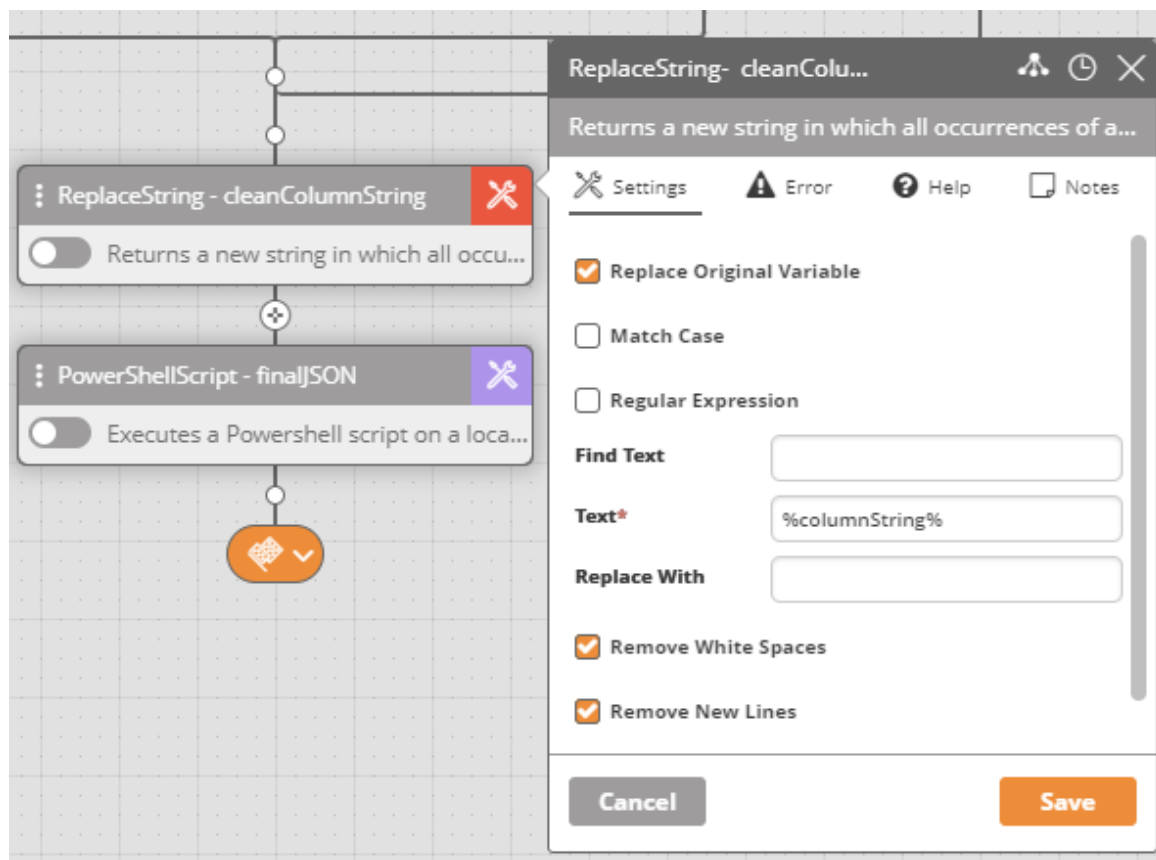 ReplaceString- cleanColu...
Returns a new string in which all occurrences of a...
Settings
Error
Help
Notes
ReplaceString - cleanColumnString
Returns a new string in which all occu...
PowerShellScript - finalJSON
Executes a Powershell script on a loca...
Replace Original Variable
Match Case
Regular Expression
Find Text
Text*
%columnString%
Replace With
Remove White Spaces
Remove New Lines
Cancel
Save